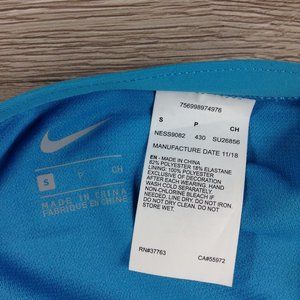 S
CH
MADE IN CHINA
FABRIQUÉ EN CHINE
756998974976
S P CH
NESS9082 430 SU26856
MANUFACTURE DATE 11/18
EN - MADE IN CHINA
82% POLYESTER 18% ELASTANE
LINING: 100% POLYESTER
EXCLUSIVE OF DECORATION
AFTER EACH WEARING. HAND
WASH COLD SEPARATELY
NON-CHLORINE BLEACH. LINE
DRY. DO NOT IRON. DO NOT
DRY CLEAN. DO NOT
STORE WET.
RN#37763 CA#55972